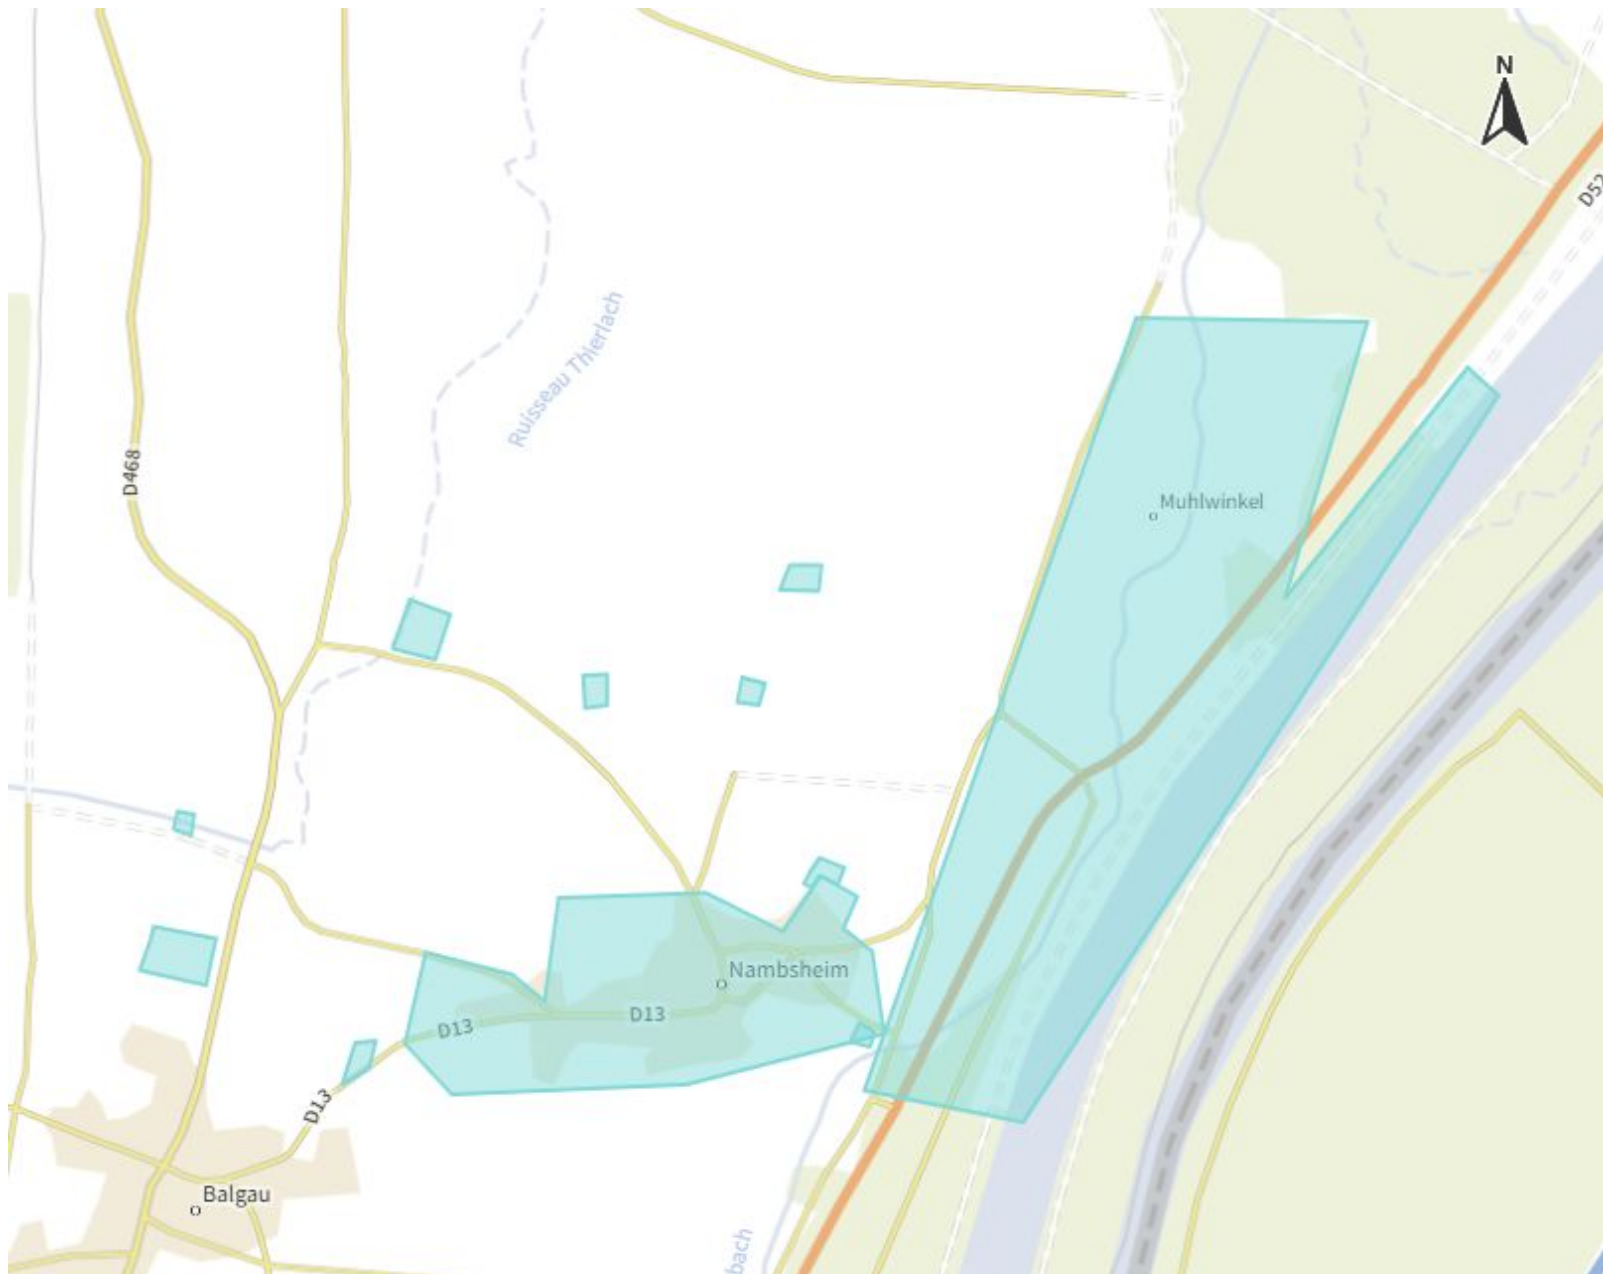 N
D52
Ruisseau Thierlach
D468
Muhlwinkel
Nambsheim
D13
D13
D13
Balgau
bach